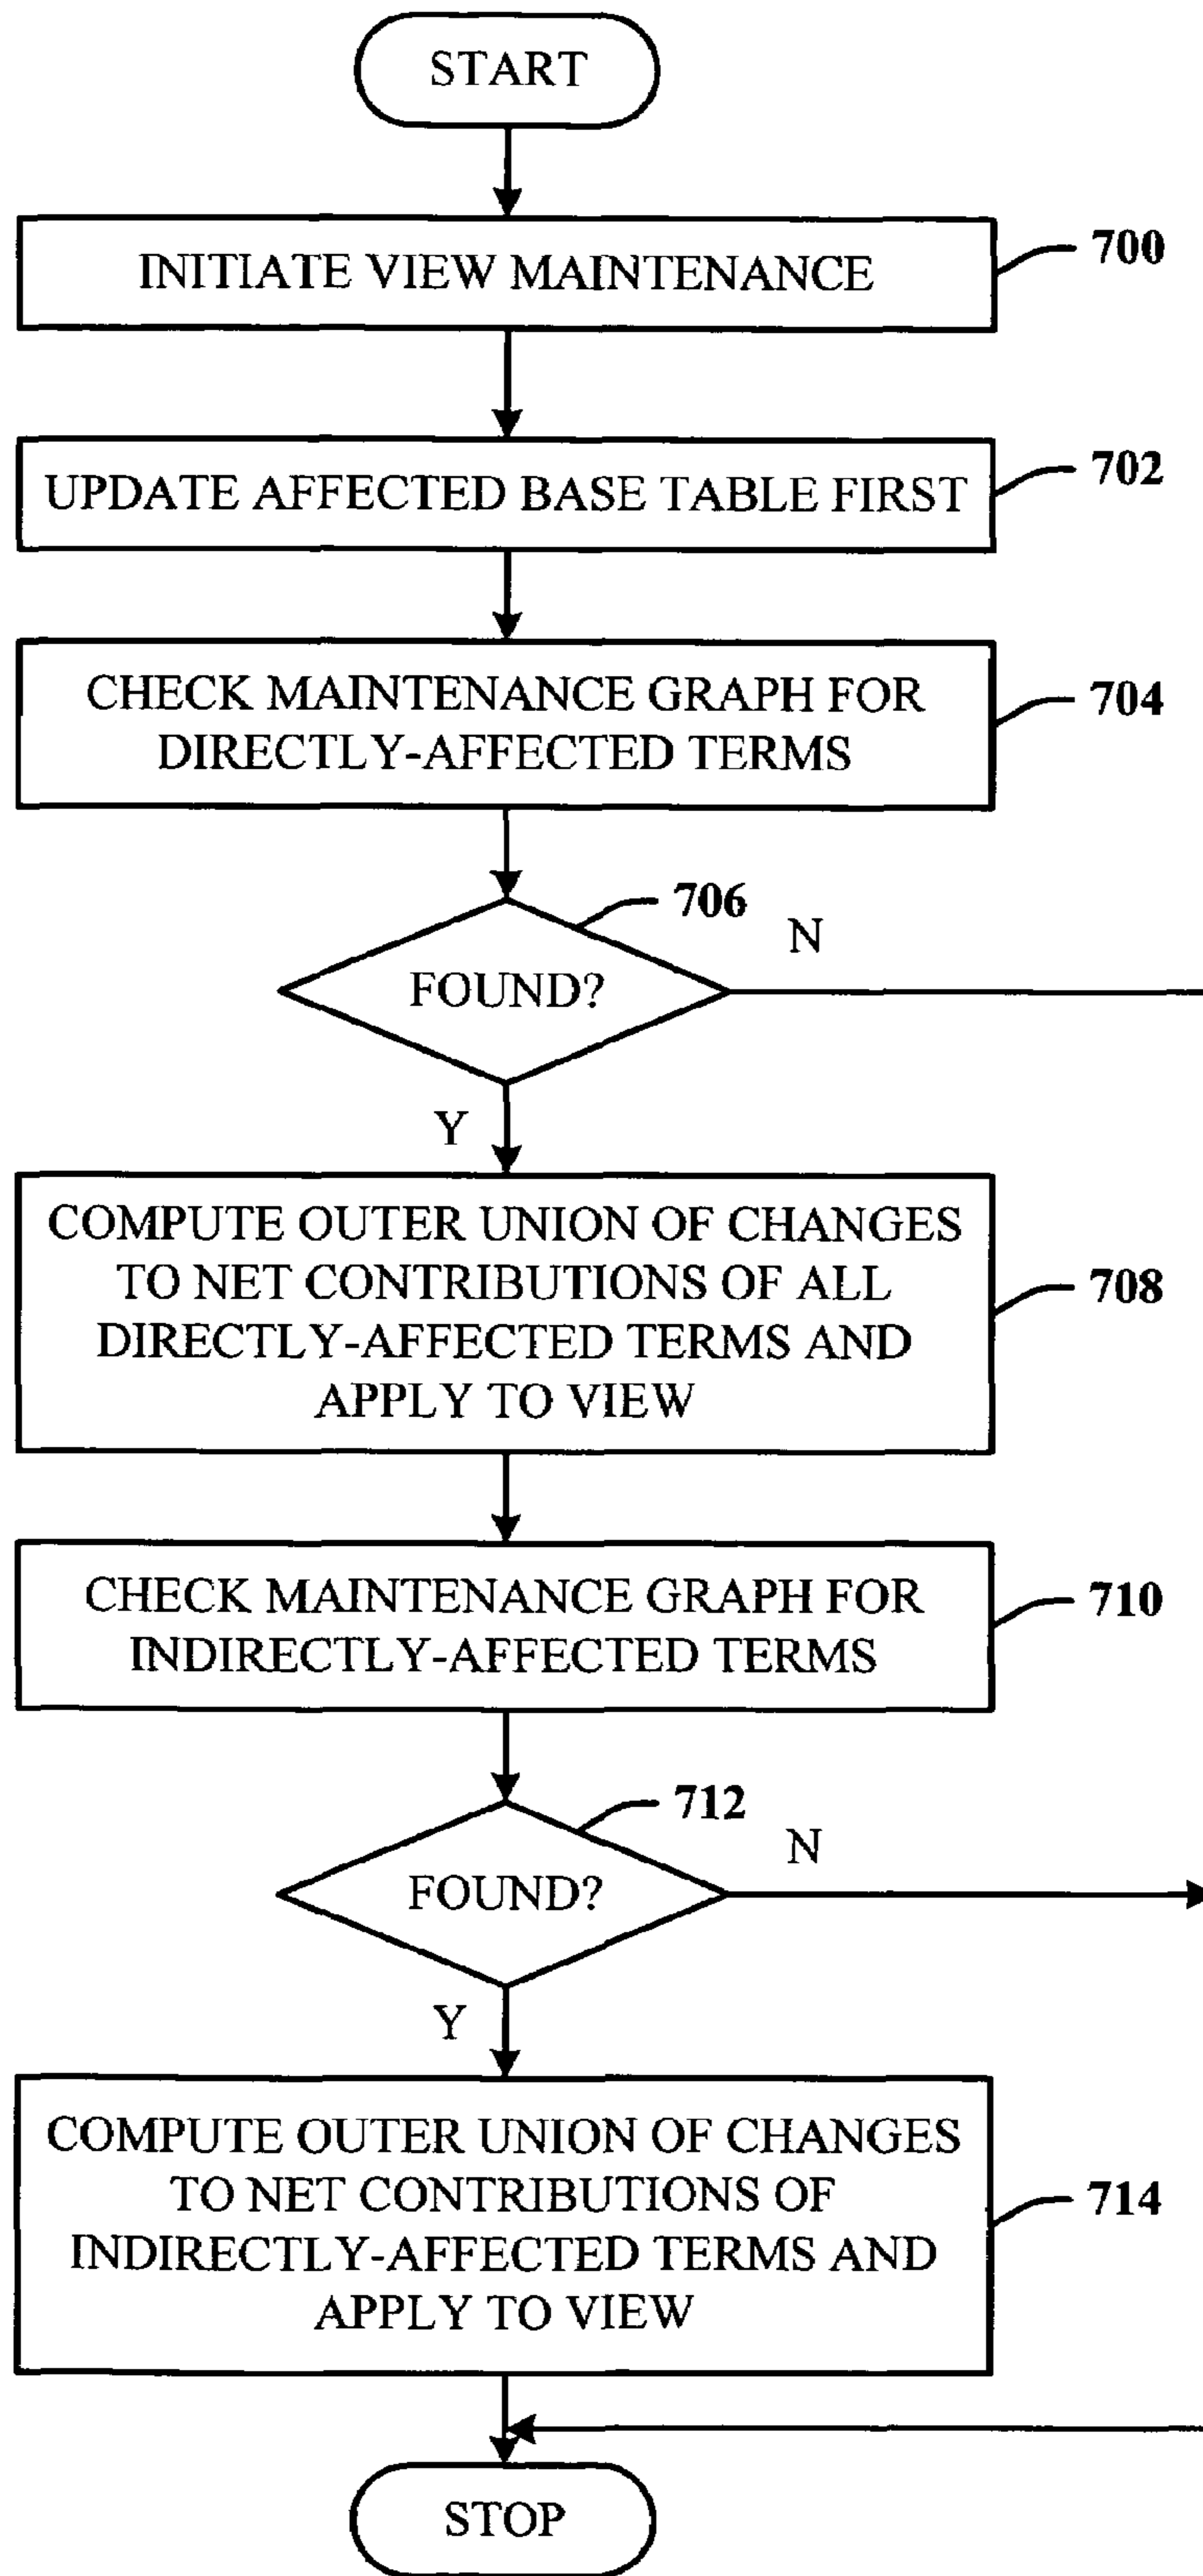 START
INITIATE VIEW MAINTENANCE
700
UPDATE AFFECTED BASE TABLE FIRST
702
CHECK MAINTENANCE GRAPH FOR
DIRECTLY-AFFECTED TERMS
704
706
N
FOUND?
Y
COMPUTE OUTER UNION OF CHANGES
TO NET CONTRIBUTIONS OF ALL
DIRECTLY-AFFECTED TERMS AND
APPLY TO VIEW
708
CHECK MAINTENANCE GRAPH FOR
INDIRECTLY-AFFECTED TERMS
710
712
N
FOUND?
Y
COMPUTE OUTER UNION OF CHANGES
TO NET CONTRIBUTIONS OF
INDIRECTLY-AFFECTED TERMS AND
APPLY TO VIEW
714
STOP